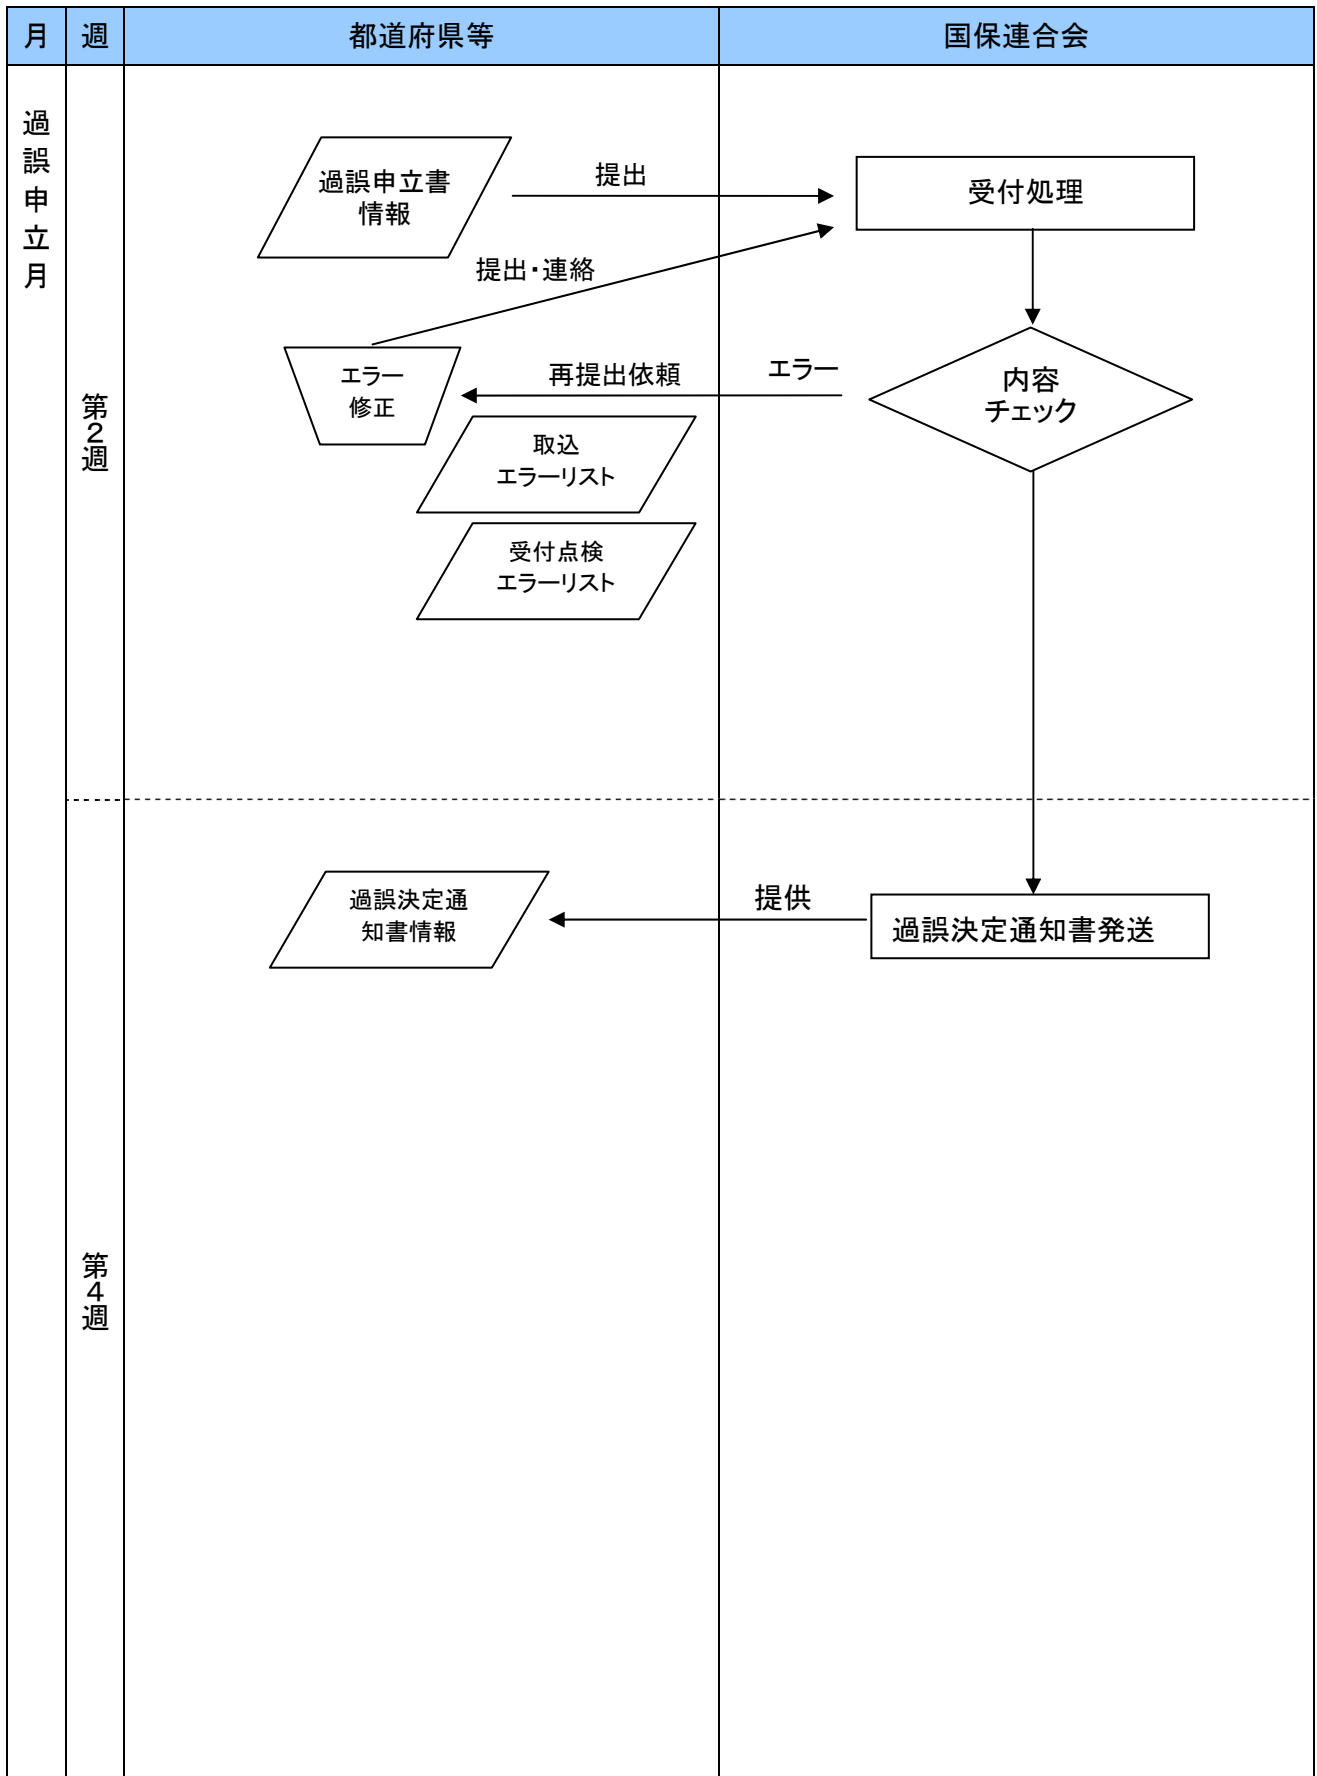 月
週
都道府県等
国保連合会
過誤申立月
第2週
過誤申立書
情報
提出
受付処理
提出・連絡
エラー
修正
再提出依頼
エラー
内容
チェック
取込
エラーリスト
受付点検
エラーリスト
第4週
過誤決定通
知書情報
提供
過誤決定通知書発送